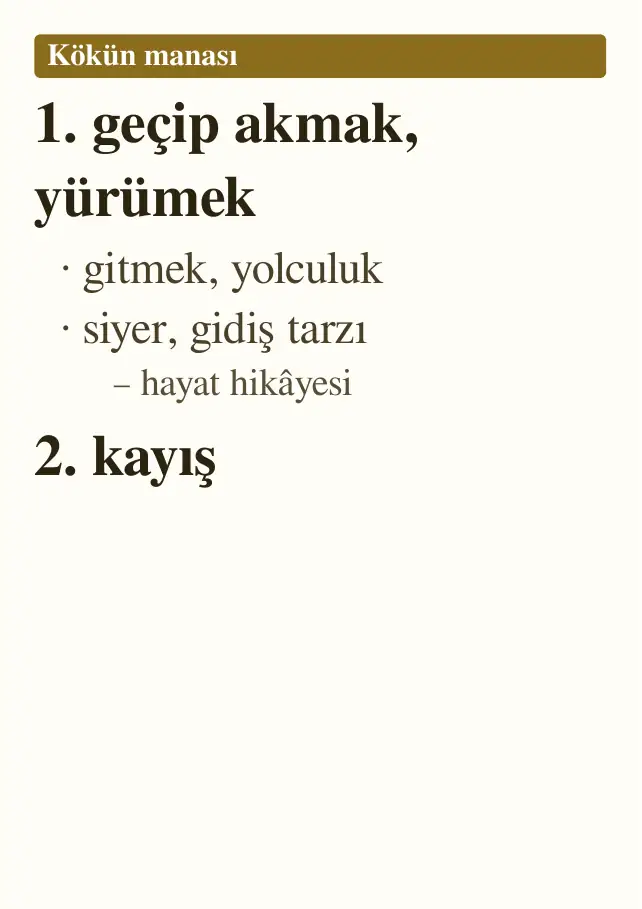 Kökün manası
1. geçip akmak,
yürümek
· gitmek, yolculuk
· siyer, gidiş tarzı
– hayat hikâyesi
2. kayış